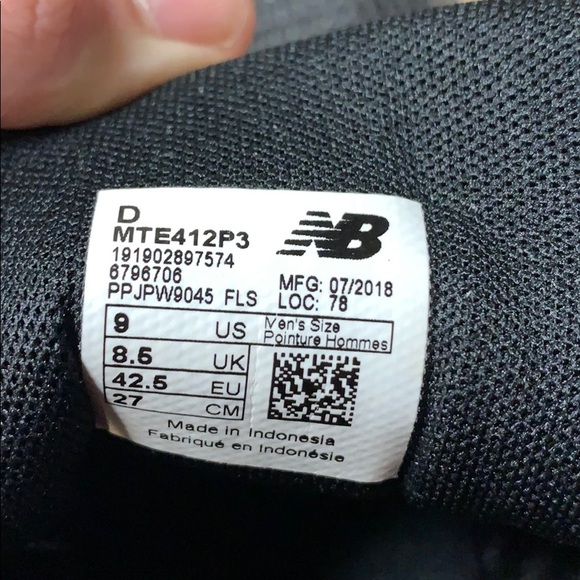 D
MTE412P3
191902897574
6796706
PPJPW9045 FLS
NB
MFG: 07/2018
LOC: 78
9 US
8.5 UK
42.5 EU
27 CM
Men's Size
Pointure Hommes
Made in Indonesia
Fabriqué en Indonésie